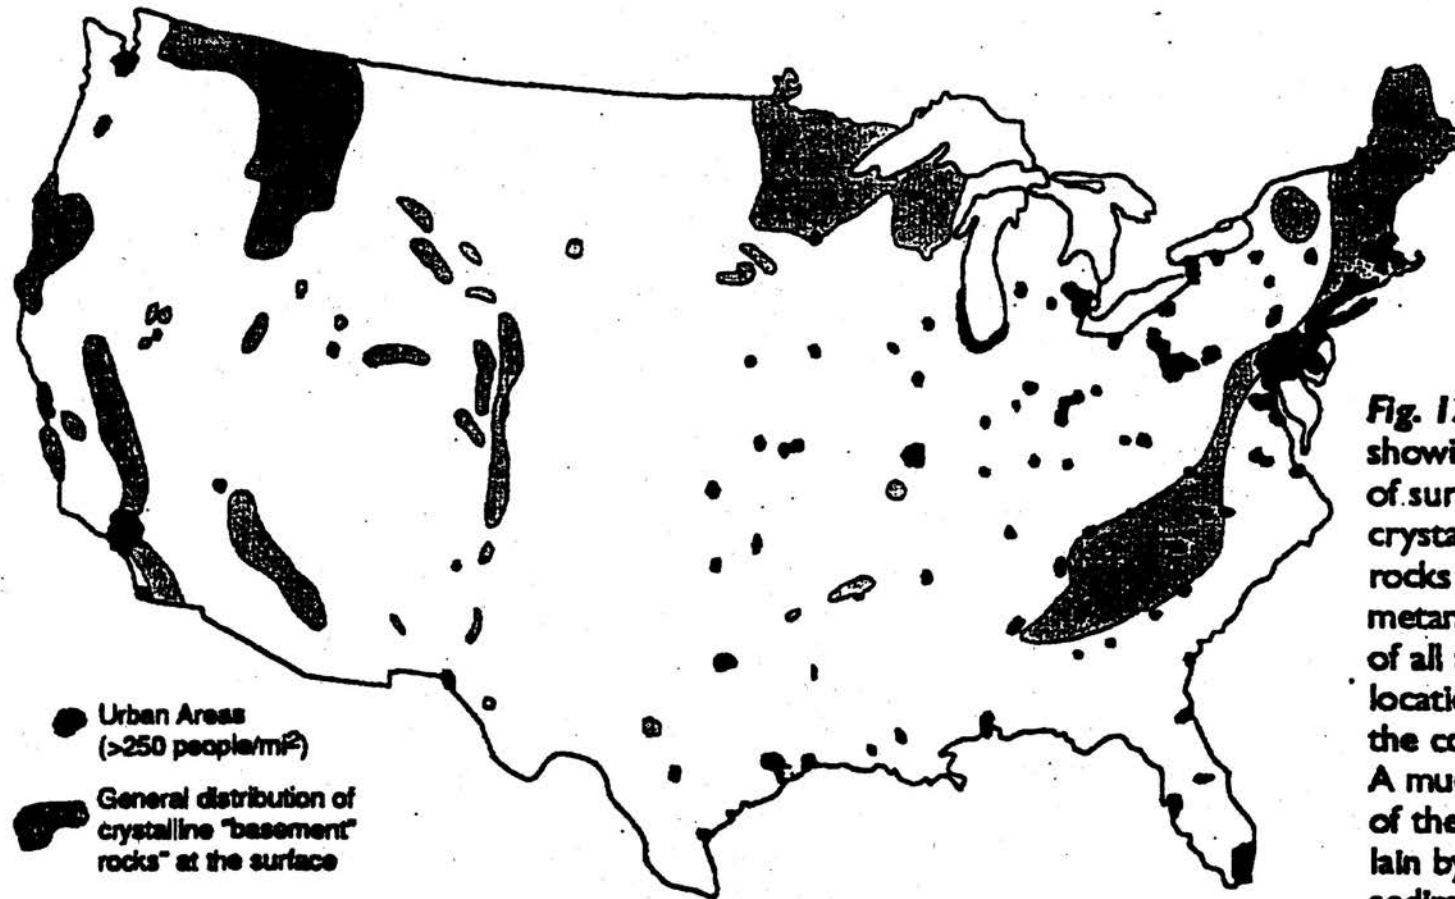 Urban Areas
(>250 people/mi²)
General distribution of
crystalline "basement"
rocks" at the surface
Fig. 1
showi
of sur
crysta
rocks
metar
of all
locatio
the co
A mu
of the
lain by